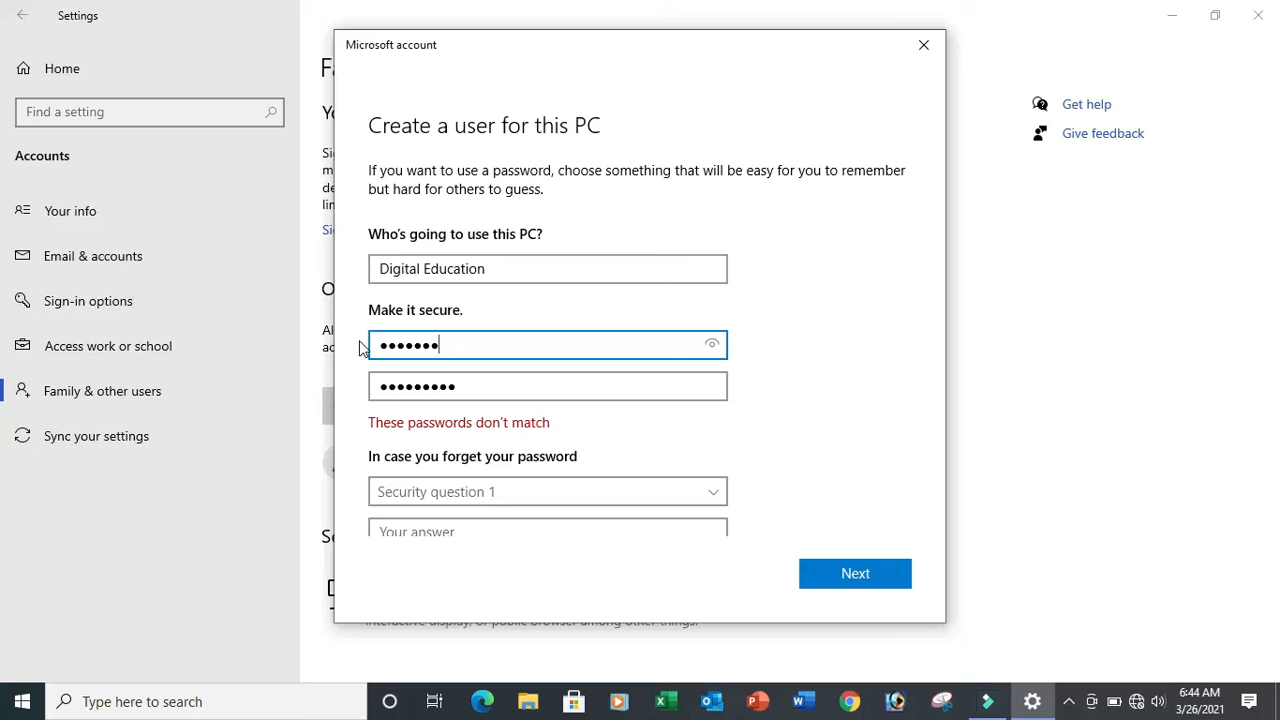 Settings
Microsoft account
Home
Find a setting
Create a user for this PC
Get help
Accounts
Give feedback
If you want to use a password, choose something that will be easy for you to remember
but hard for others to guess.
Your info
Who's going to use this PC?
Email & accounts
Digital Education
Sign-in options
Make it secure.
Access work or school
•••••••
•••••••••
Family & other users
These passwords don't match
Sync your settings
In case you forget your password
Security question 1
Your answer
Next
Type here to search
6:44 AM
3/26/2021